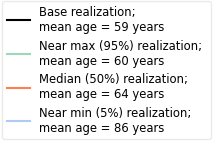 Base realization;
mean age = 59 years
Near max (95%) realization;
mean age = 60 years
Median (50%) realization;
mean age = 64 years
Near min (5%) realization;
mean age = 86 years